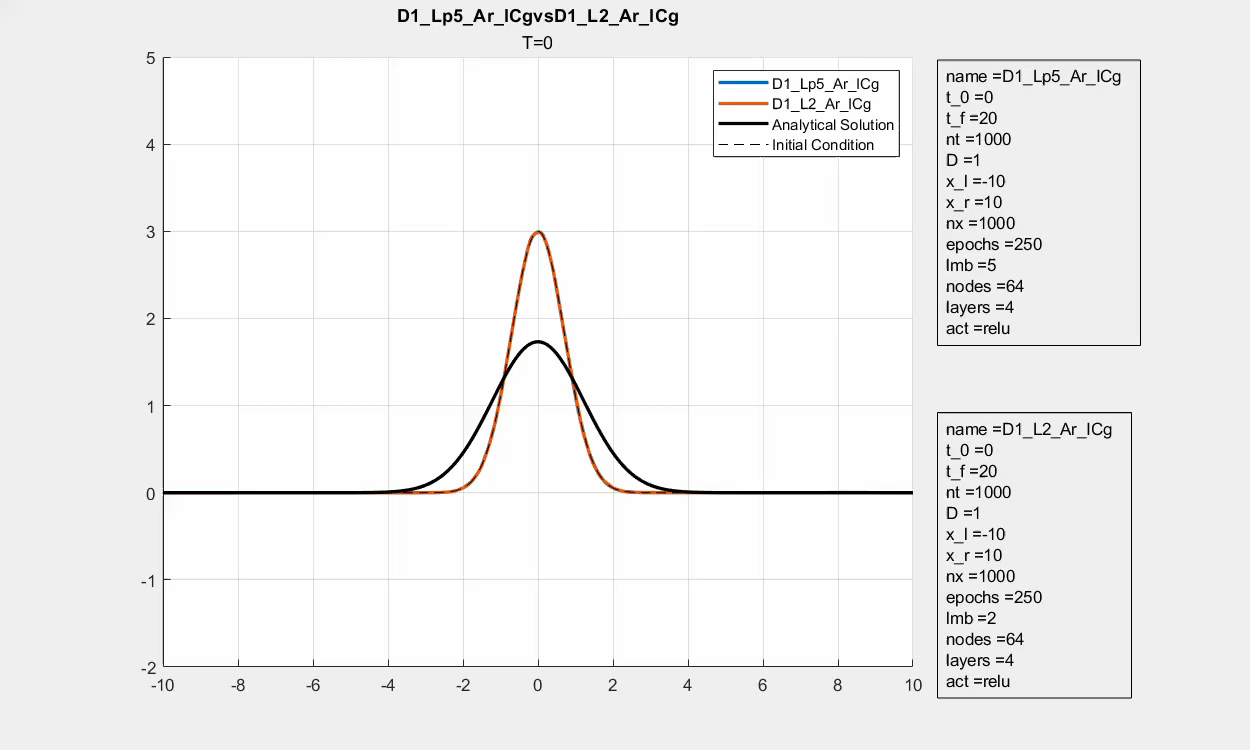 D1_Lp5_Ar_ICgvsD1_L2_Ar_ICg
T=0
5
4
3
2
1
0
-1
-2
-10
-8
-6
-4
-2
0
2
4
6
8
10
D1_Lp5_Ar_ICg
D1_L2_Ar_ICg
Analytical Solution
Initial Condition
name =D1_Lp5_Ar_ICg
t_0 =0
t_f =20
nt =1000
D =1
x_l =-10
x_r =10
nx =1000
epochs =250
lmb =5
nodes =64
layers =4
act =relu
name =D1_L2_Ar_ICg
t_0 =0
t_f =20
nt =1000
D =1
x_l =-10
x_r =10
nx =1000
epochs =250
lmb =2
nodes =64
layers =4
act =relu